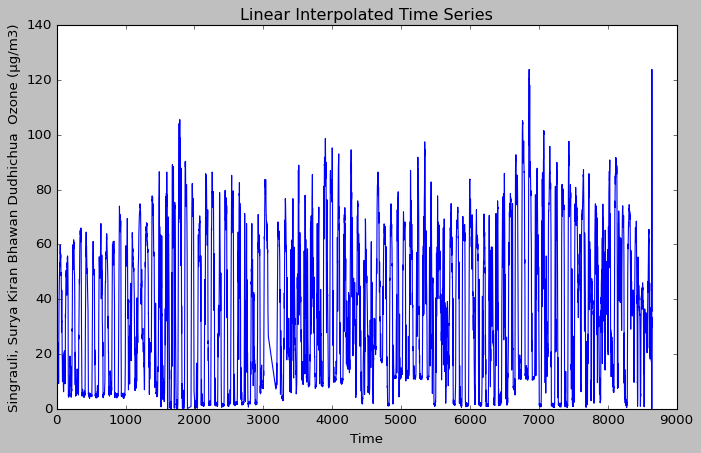 Linear Interpolated Time Series
Singrauli, Surya Kiran Bhawan Dudhichua  Ozone (µg/m3)
140
120
100
80
60
40
20
0
0 1000 2000 3000 4000 5000 6000 7000 8000 9000
Time